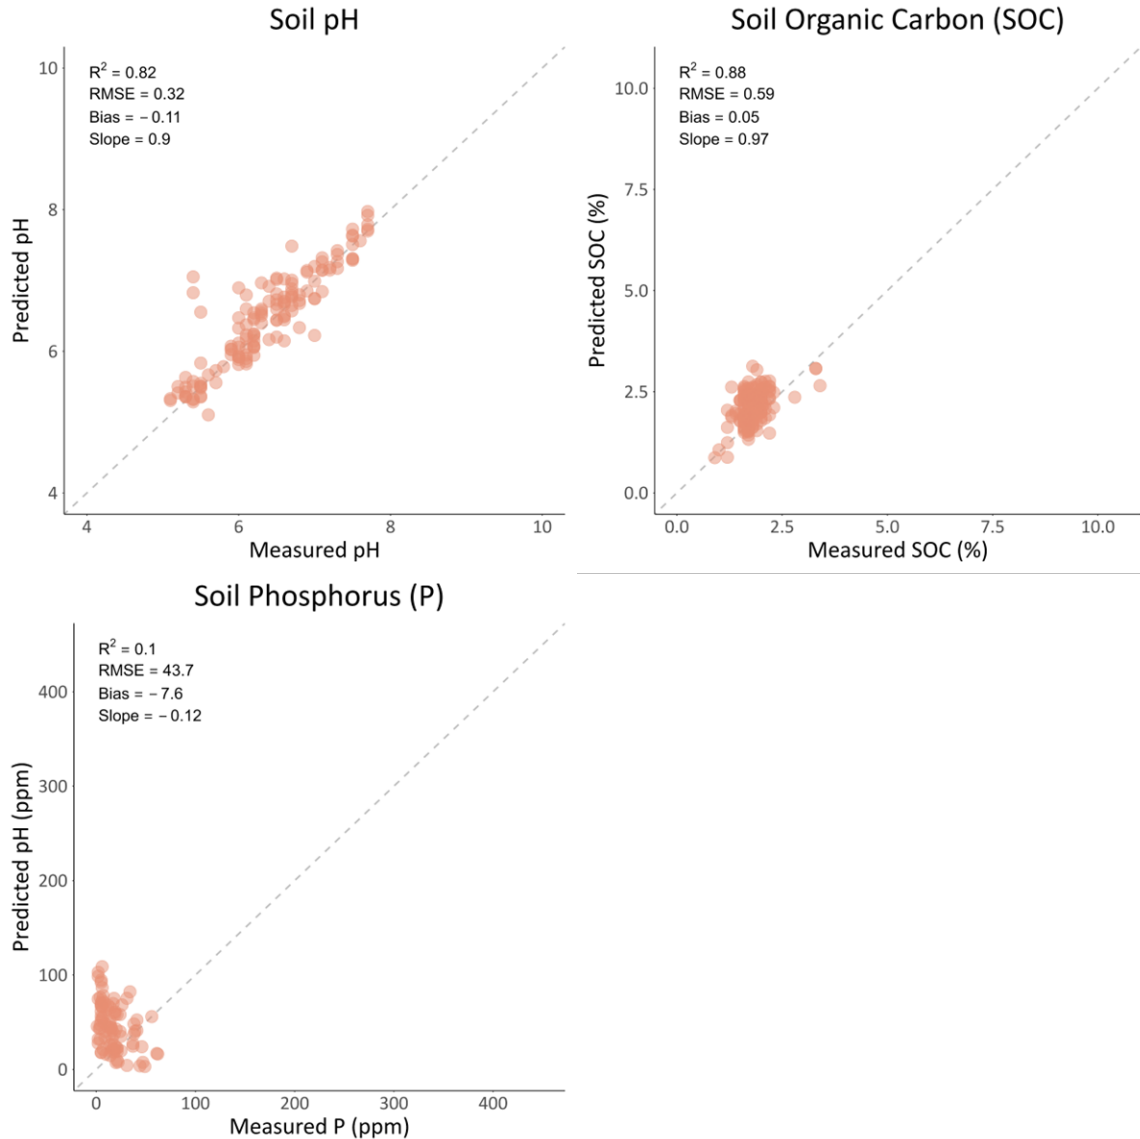 Soil pH
R² = 0.82
RMSE = 0.32
Bias = − 0.11
Slope = 0.9
10
8
6
4
Predicted pH
4 6 8 10
Measured pH
Soil Organic Carbon (SOC)
R² = 0.88
RMSE = 0.59
Bias = 0.05
Slope = 0.97
10.0
7.5
5.0
2.5
0.0
Predicted SOC (%)
0.0 2.5 5.0 7.5 10.0
Measured SOC (%)
Soil Phosphorus (P)
R² = 0.1
RMSE = 43.7
Bias = − 7.6
Slope = − 0.12
400
300
200
100
0
Predicted pH (ppm)
0 100 200 300 400
Measured P (ppm)